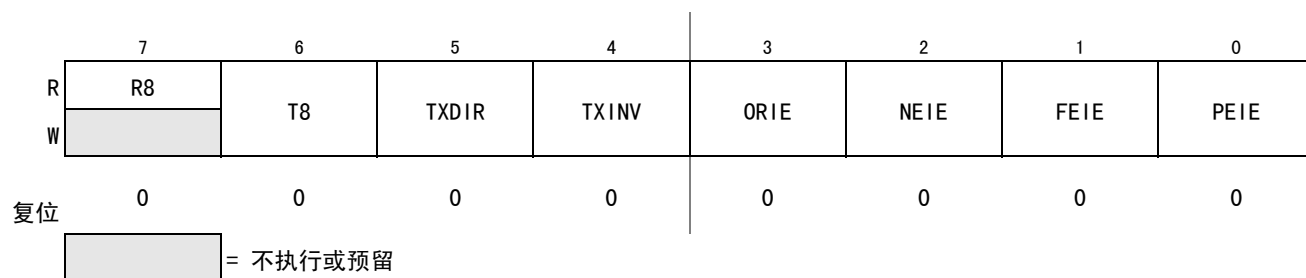 7 6 5 4 3 2 1 0
R R8
T8 TXDIR TXINV ORIE NEIE FEIE PEIE
W
复位 0 0 0 0 0 0 0 0
= 不执行或预留